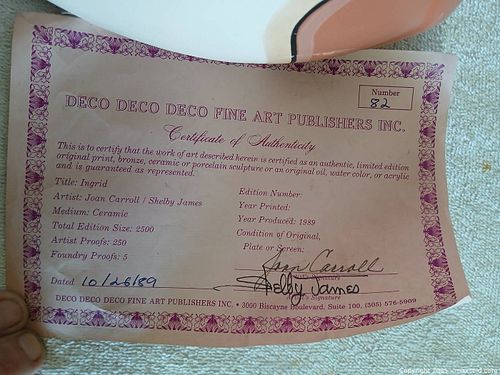 Number
82
DECO DECO DECO FINE ART PUBLISHERS INC.
Certificate of Authenticity
This is to certify that the work of art described herein is certified as an authentic, limited edition
original print, bronze, ceramic or porcelain sculpture or an original oil, water color, or acrylic
and is guaranteed as represented.
Title: Ingrid
Artist: Joan Carroll / Shelby James
Medium: Ceramic
Total Edition Size: 2500
Artist Proofs: 250
Foundry Proofs: 5
Edition Number:
Year Printed:
Year Produced: 1989
Condition of Original,
Plate or Screen:
Joan Carroll
Shelby James
Signature
Dated 10/26/89
DECO DECO DECO FINE ART PUBLISHERS INC. • 3000 Biscayne Boulevard, Suite 100, (305) 576-5909